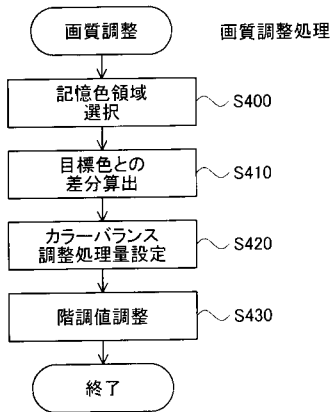 画質調整 画質調整処理
記憶色領域
選択
S400
目標色との
差分算出
S410
カラーバランス
調整処理量設定
S420
階調値調整
S430
終了